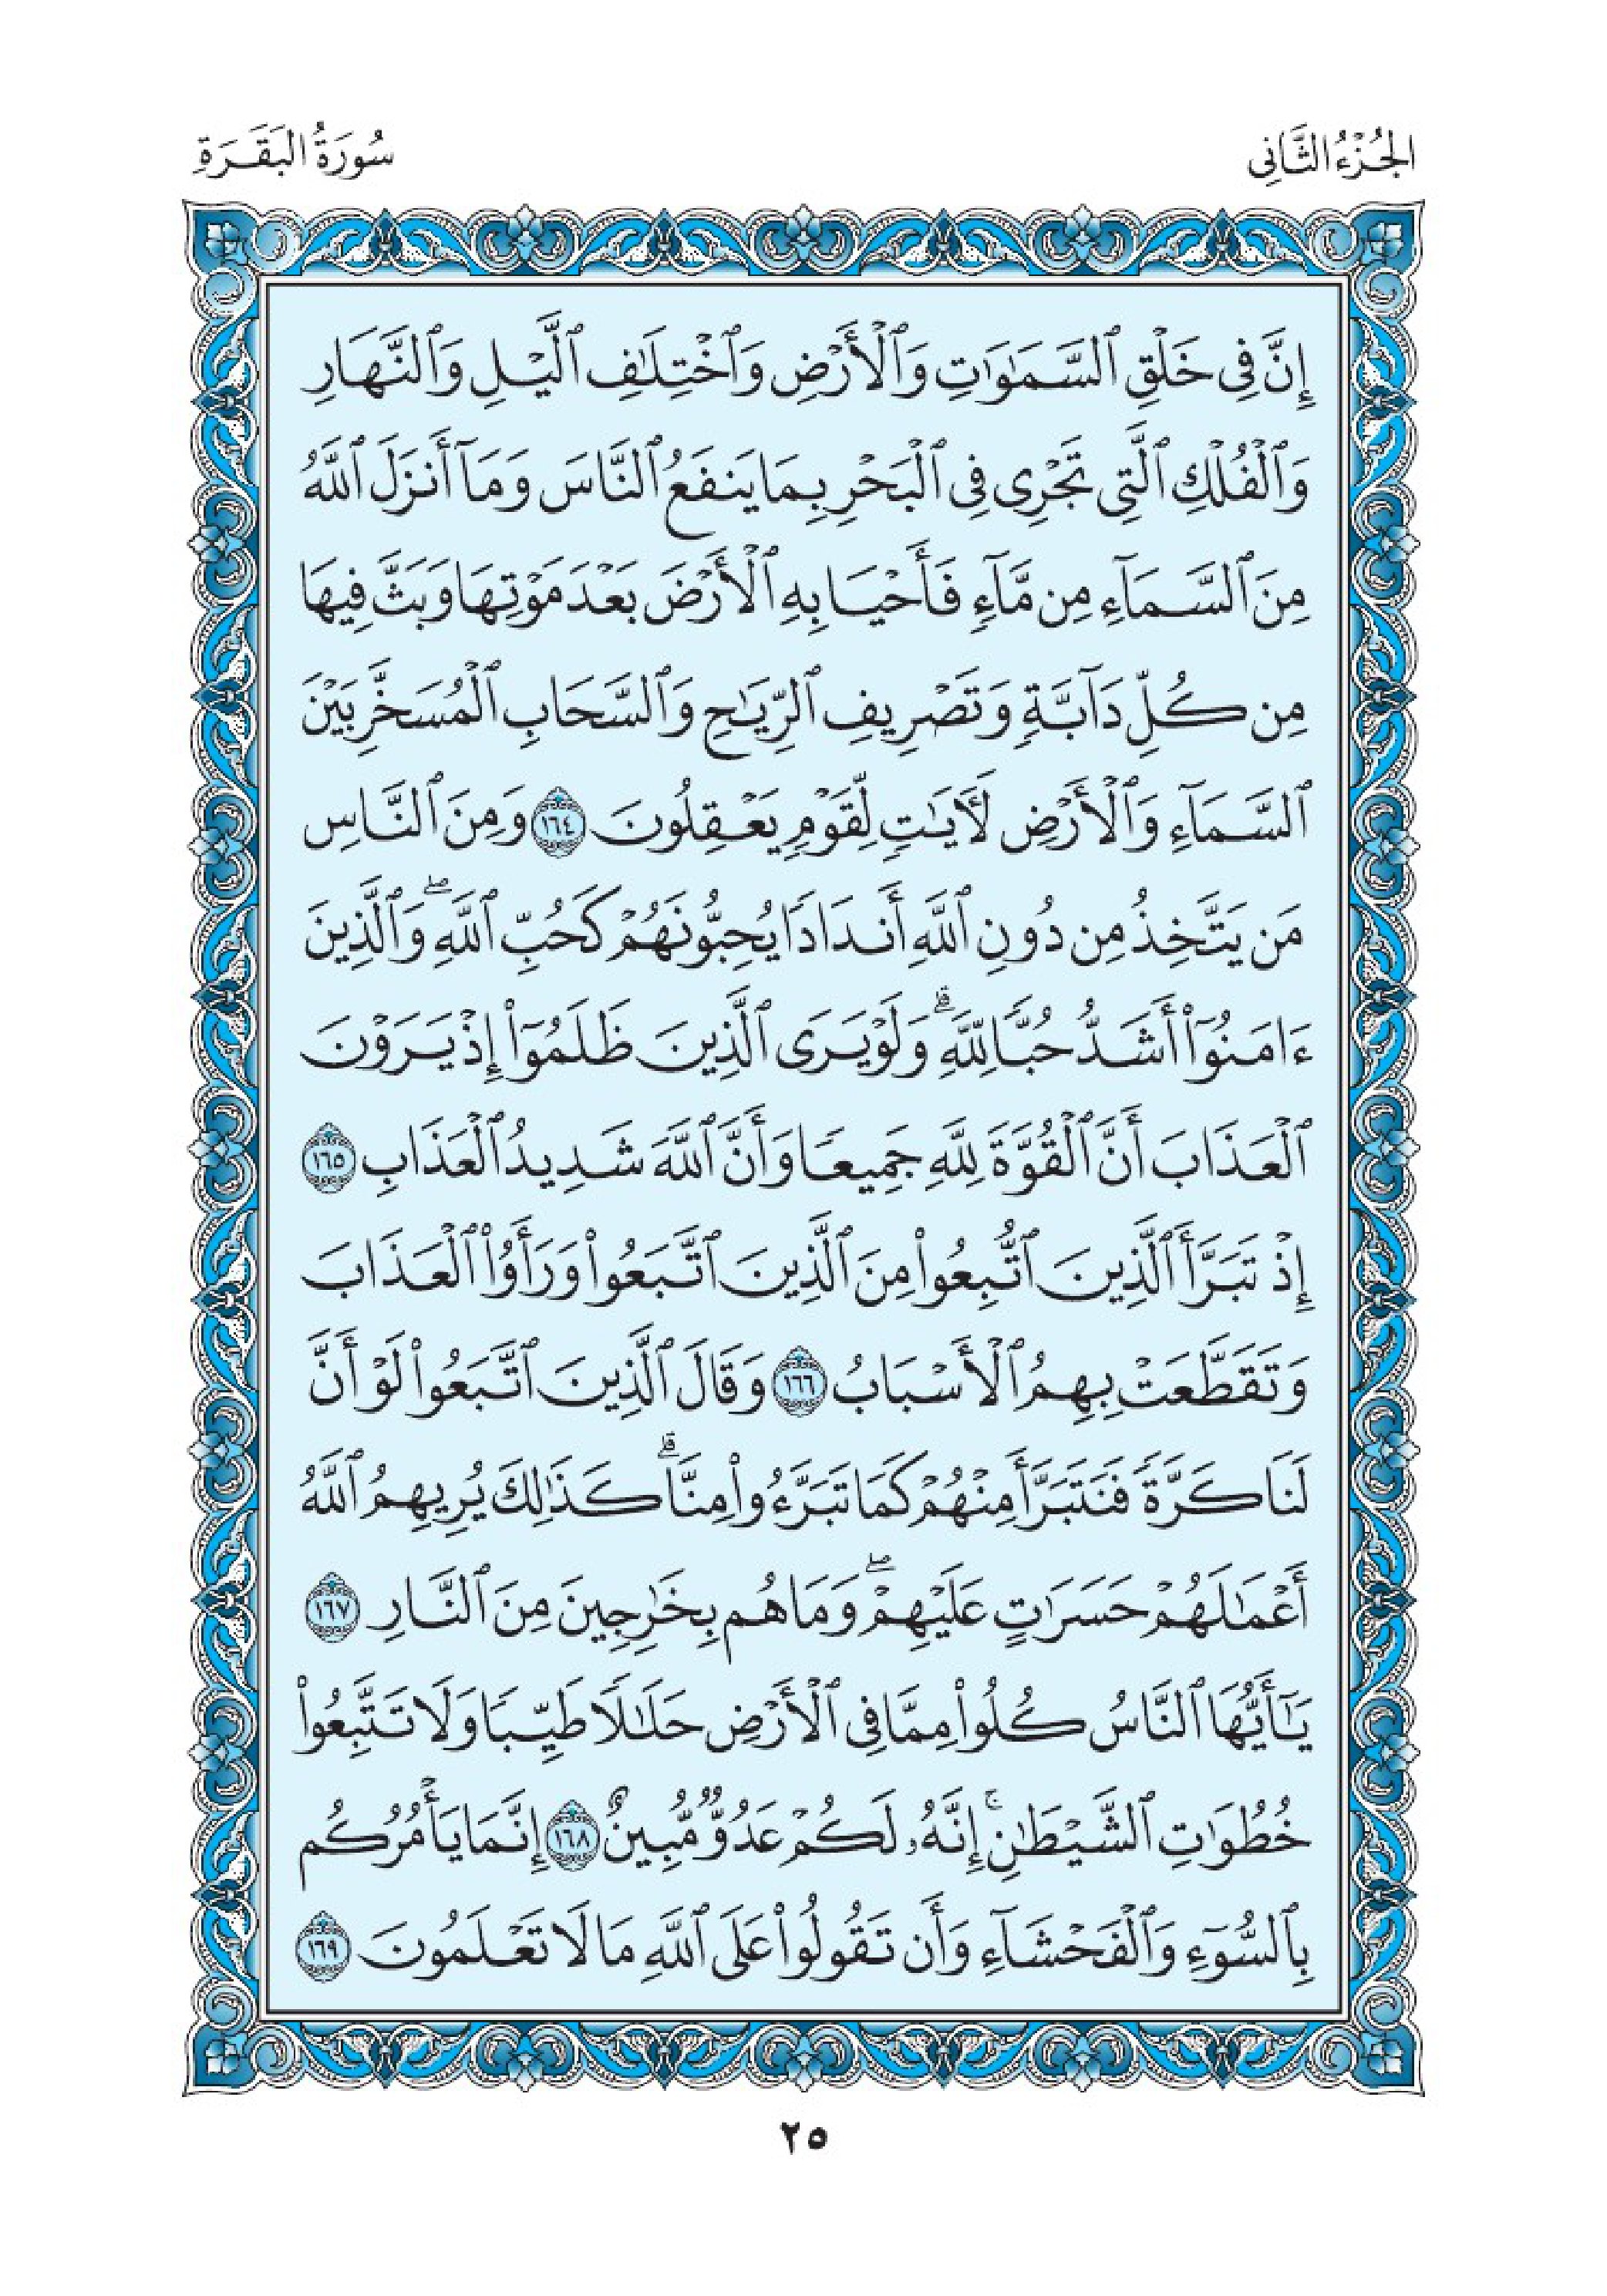 الجُزْءُ الثَّانِى
سُورَةُ البَقَرَةِ
إِنَّ فِى خَلْقِ ٱلسَّمَٰوَٰتِ وَٱلْأَرْضِ وَٱخْتِلَٰفِ ٱلَّيْلِ وَٱلنَّهَارِ
وَٱلْفُلْكِ ٱلَّتِى تَجْرِى فِى ٱلْبَحْرِ بِمَا يَنفَعُ ٱلنَّاسَ وَمَآ أَنزَلَ ٱللَّهُ
مِنَ ٱلسَّمَآءِ مِن مَّآءٍ فَأَحْيَا بِهِ ٱلْأَرْضَ بَعْدَ مَوْتِهَا وَبَثَّ فِيهَا
مِن كُلِّ دَآبَّةٍ وَتَصْرِيفِ ٱلرِّيَٰحِ وَٱلسَّحَابِ ٱلْمُسَخَّرِ بَيْنَ
ٱلسَّمَآءِ وَٱلْأَرْضِ لَـَٔايَٰتٍ لِّقَوْمٍ يَعْقِلُونَ ١٦٤ وَمِنَ ٱلنَّاسِ
مَن يَتَّخِذُ مِن دُونِ ٱللَّهِ أَندَادًا يُحِبُّونَهُمْ كَحُبِّ ٱللَّهِۖ وَٱلَّذِينَ
ءَامَنُوٓا۟ أَشَدُّ حُبًّا لِّلَّهِۗ وَلَوْ يَرَى ٱلَّذِينَ ظَلَمُوٓا۟ إِذْ يَرَوْنَ
ٱلْعَذَابَ أَنَّ ٱلْقُوَّةَ لِلَّهِ جَمِيعًا وَأَنَّ ٱللَّهَ شَدِيدُ ٱلْعَذَابِ ١٦٥
إِذْ تَبَرَّأَ ٱلَّذِينَ ٱتُّبِعُوا۟ مِنَ ٱلَّذِينَ ٱتَّبَعُوا۟ وَرَأَوُا۟ ٱلْعَذَابَ
وَتَقَطَّعَتْ بِهِمُ ٱلْأَسْبَابُ ١٦٦ وَقَالَ ٱلَّذِينَ ٱتَّبَعُوا۟ لَوْ أَنَّ
لَنَا كَرَّةً فَنَتَبَرَّأَ مِنْهُمْ كَمَا تَبَرَّءُوا۟ مِنَّاۗ كَذَٰلِكَ يُرِيهِمُ ٱللَّهُ
أَعْمَٰلَهُمْ حَسَرَٰتٍ عَلَيْهِمْۖ وَمَا هُم بِخَٰرِجِينَ مِنَ ٱلنَّارِ ١٦٧
يَٰٓأَيُّهَا ٱلنَّاسُ كُلُوا۟ مِمَّا فِى ٱلْأَرْضِ حَلَٰلًا طَيِّبًا وَلَا تَتَّبِعُوا۟
خُطُوَٰتِ ٱلشَّيْطَٰنِۚ إِنَّهُۥ لَكُمْ عَدُوٌّ مُّبِينٌ ١٦٨ إِنَّمَا يَأْمُرُكُم
بِٱلسُّوٓءِ وَٱلْفَحْشَآءِ وَأَن تَقُولُوا۟ عَلَى ٱللَّهِ مَا لَا تَعْلَمُونَ ١٦٩
٢٥